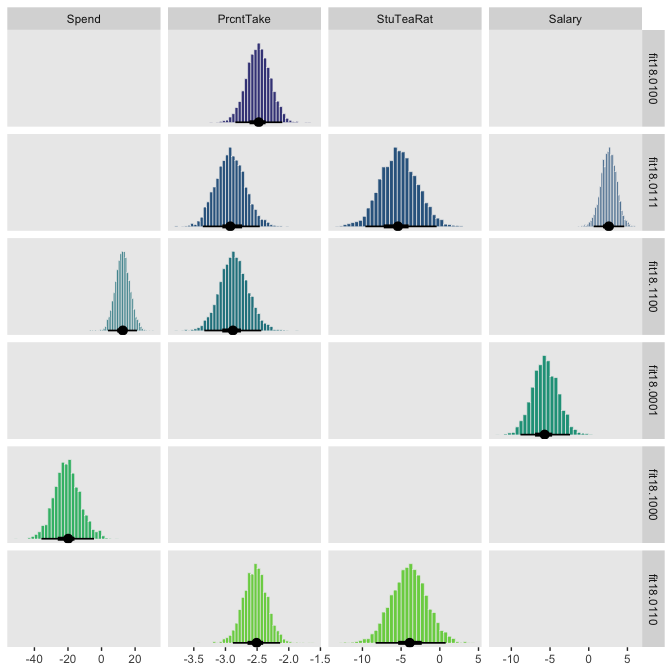 Spend PrcntTake StuTeaRat Salary
fit18.0100
fit18.0111
fit18.1100
fit18.0001
fit18.1000
fit18.0110
-40 -20 0 20 -3.5 -3.0 -2.5 -2.0 -1.5 -10 -5 0 5 -10 -5 0 5